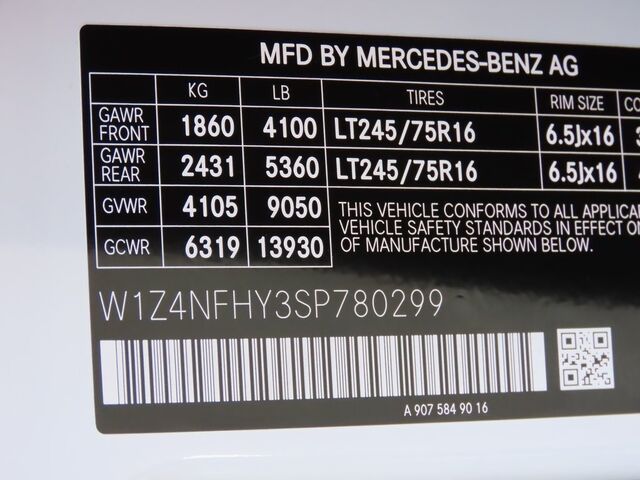 MFD BY MERCEDES-BENZ AG
KG LB TIRES RIM SIZE
GAWR FRONT 1860 4100 LT245/75R16 6.5Jx16
GAWR REAR 2431 5360 LT245/75R16 6.5Jx16
GVWR 4105 9050
GCWR 6319 13930
THIS VEHICLE CONFORMS TO ALL
VEHICLE SAFETY STANDARDS IN EFFECT
OF MANUFACTURE SHOWN BELOW.
W1Z4NFHY3SP780299
A 907 584 90 16